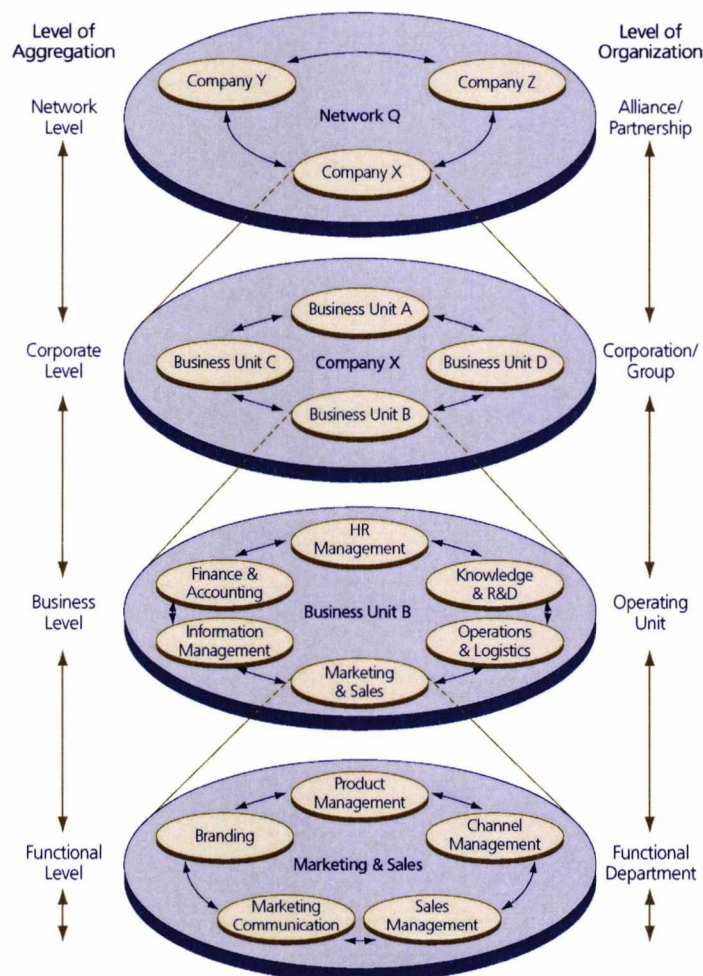 Level of
Aggregation
Level of
Organization
Network
Level
Company Y
Company Z
Network Q
Company X
Alliance/
Partnership
Corporate
Level
Business Unit A
Business Unit C
Company X
Business Unit D
Business Unit B
Corporation/
Group
Business
Level
HR
Management
Finance &
Accounting
Knowledge
& R&D
Business Unit B
Information
Management
Operations
& Logistics
Marketing
& Sales
Operating
Unit
Functional
Level
Product
Management
Branding
Channel
Management
Marketing & Sales
Marketing
Communication
Sales
Management
Functional
Department